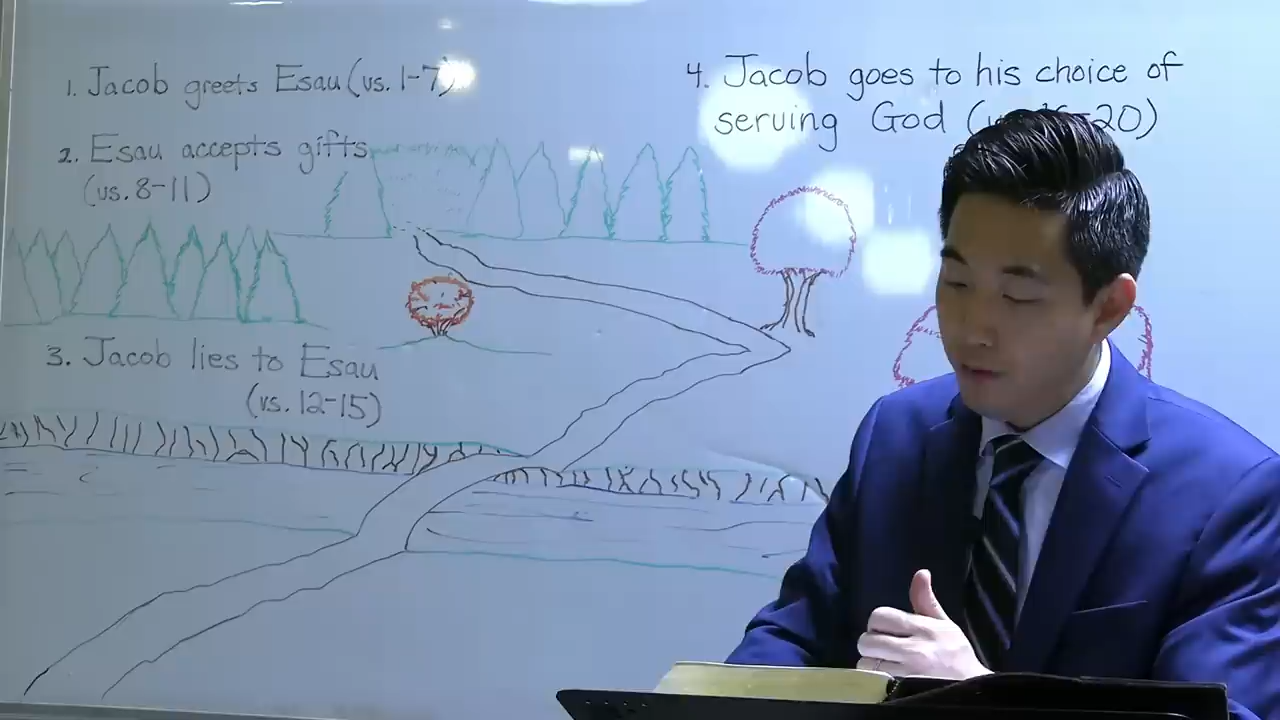 1. Jacob greets Esau (vs. 1-7)
2. Esau accepts gifts
(vs. 8-11)
3. Jacob lies to Esau
(vs. 12-15)
4. Jacob goes to his choice of
serving God -20)